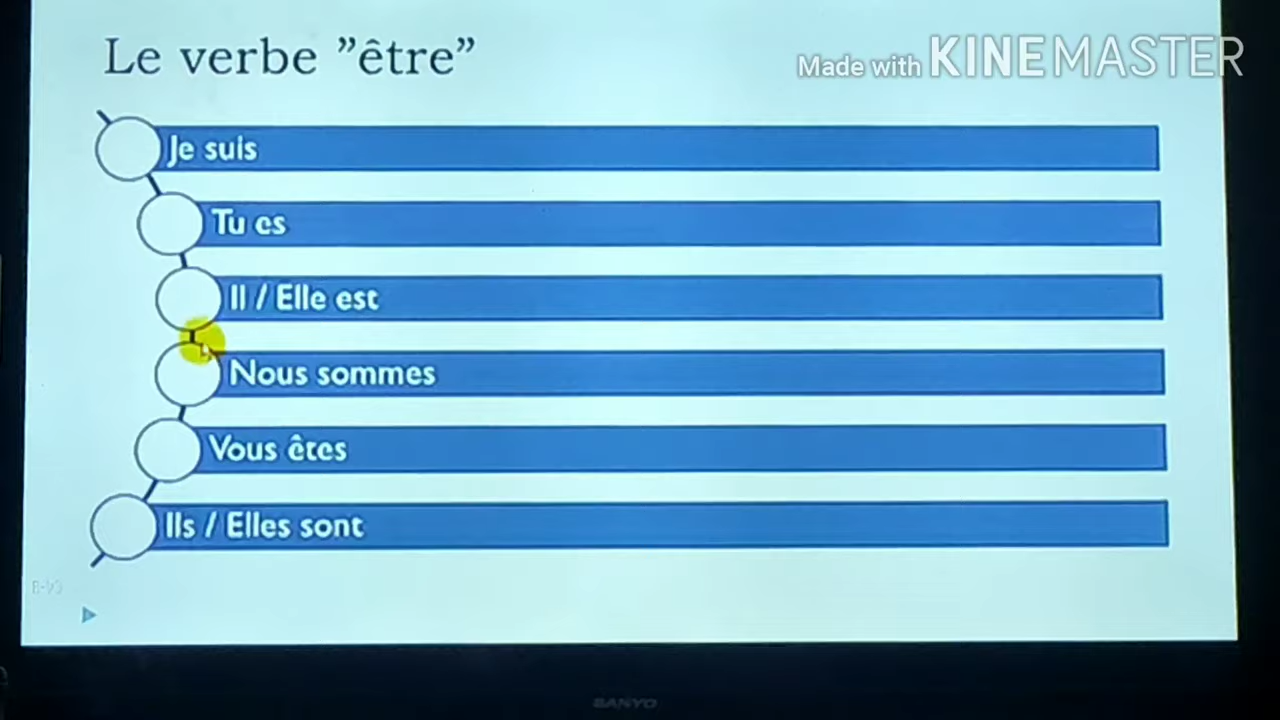 Le verbe ”être”
Made with KINEMASTER
Je suis
Tu es
Il / Elle est
Nous sommes
Vous êtes
Ils / Elles sont
SANYO